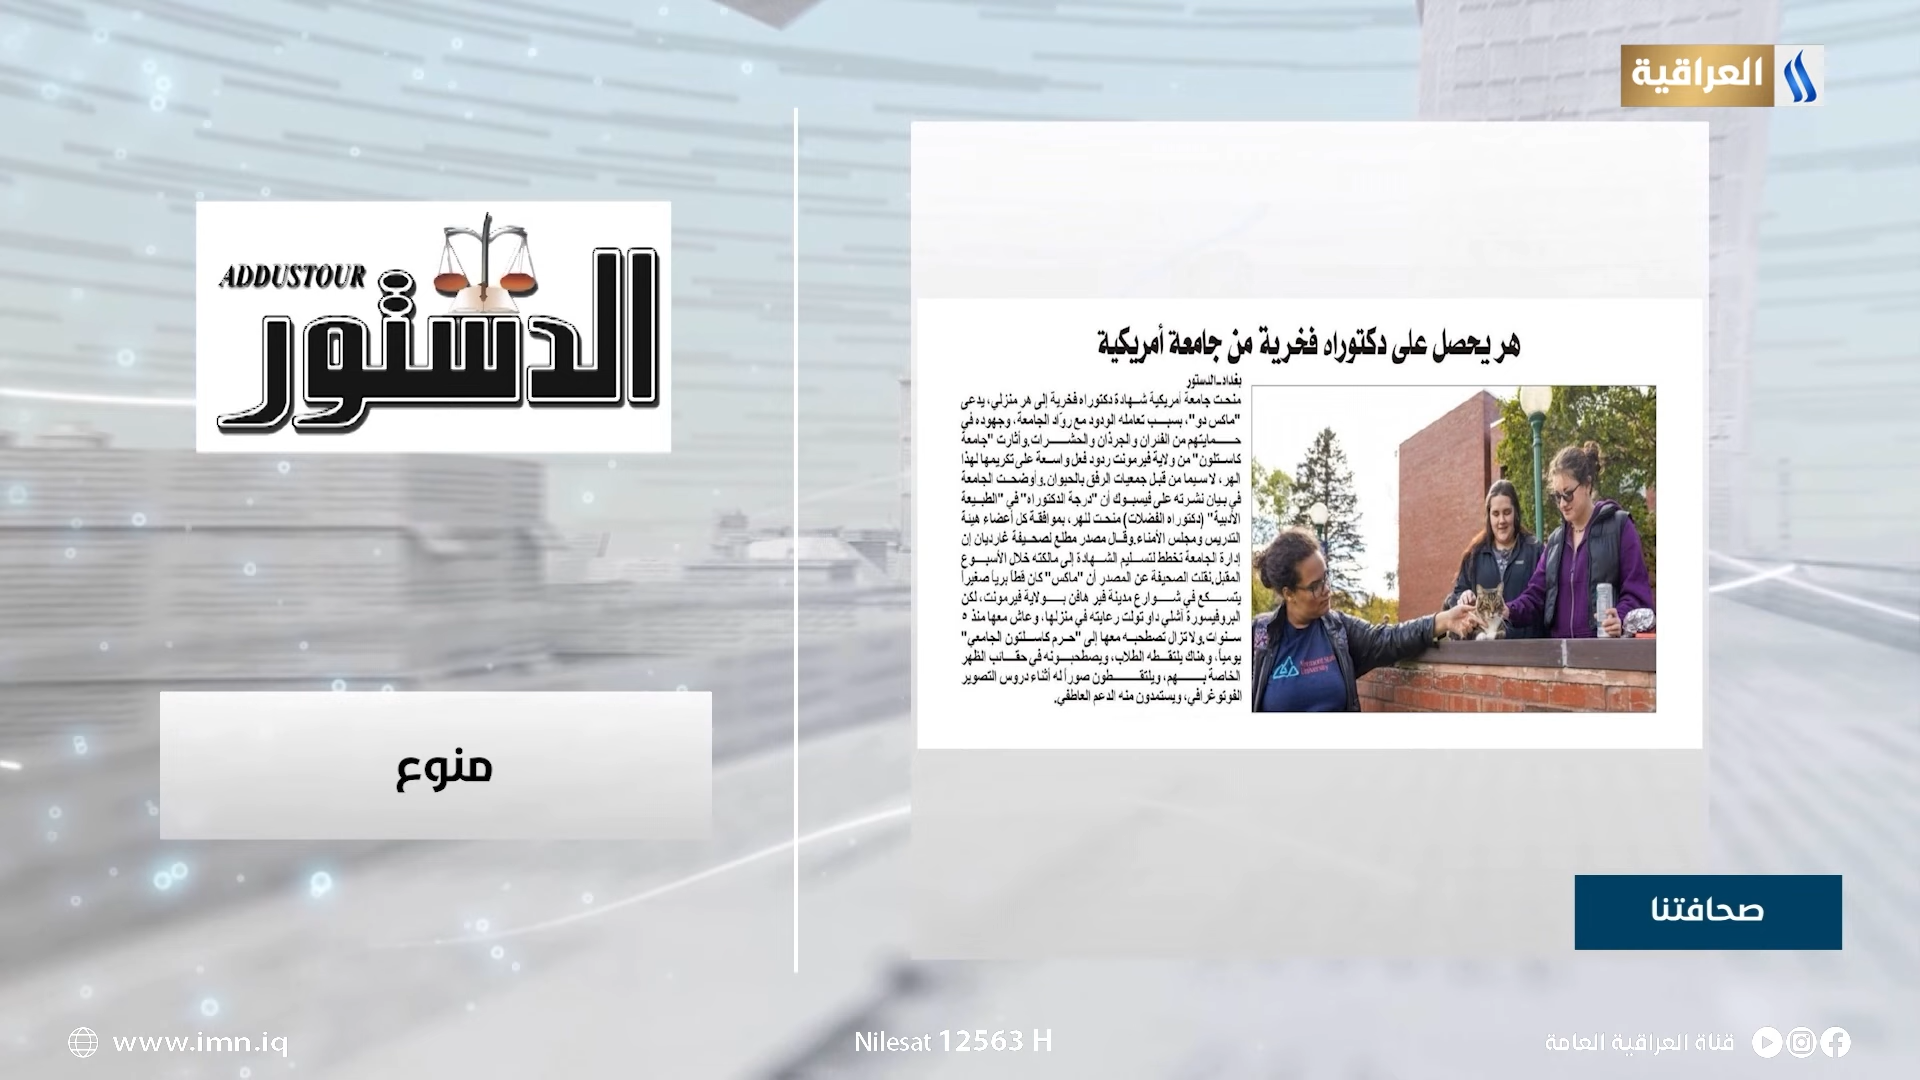 العراقية
ADDUSTOUR
الدستور
هر يحصل على دكتوراه فخرية من جامعة أمريكية
بغداد ـ الدستور
منحت جامعة أمريكية شهادة دكتوراه فخرية إلى هر منزلي، يدعى
"ماكس دو"، بسبب تعامله الودود مع رواد الجامعة، وجهوده في
حمايتهم من الفئران والجرذان والحشرات.وأثارت "جامعة
كاستلون" من ولاية فيرمونت ردود فعل واسعة على تكريمها لهذا
الهر، لاسيما من قبل جمعيات الرفق بالحيوان.وأوضحت الجامعة
في بيان نشرته على فيسبوك أن "درجة الدكتوراه" في "الطبيعة
الأدبية" (دكتوراه الفضلات) منحت للهر، بموافقة كل أعضاء هيئة
التدريس ومجلس الأمناء.وقال مصدر مطلع لصحيفة غارديان إن
إدارة الجامعة تخطط لتسليم الشهادة إلى مالكته خلال الأسبوع
المقبل.نقلت الصحيفة عن المصدر أن "ماكس" كان قطاً برياً صغيراً
يتسكع في شوارع مدينة فير هافن بولاية فيرمونت، لكن
البروفيسورة آشلي داو تولت رعايته في منزلها، وعاش معها منذ ٥
سنوات.ولا تزال تصطحبه معها إلى "حرم كاسلتون الجامعي"
يومياً، وهناك يلتقطه الطلاب، ويصطحبونه في حقائب الظهر
الخاصة بهم، ويلتقطون صوراً له أثناء دروس التصوير
الفوتوغرافي، ويستمدون منه الدعم العاطفي.
منوع
صحافتنا
www.imn.iq
Nilesat 12563 H
قناة العراقية العامة